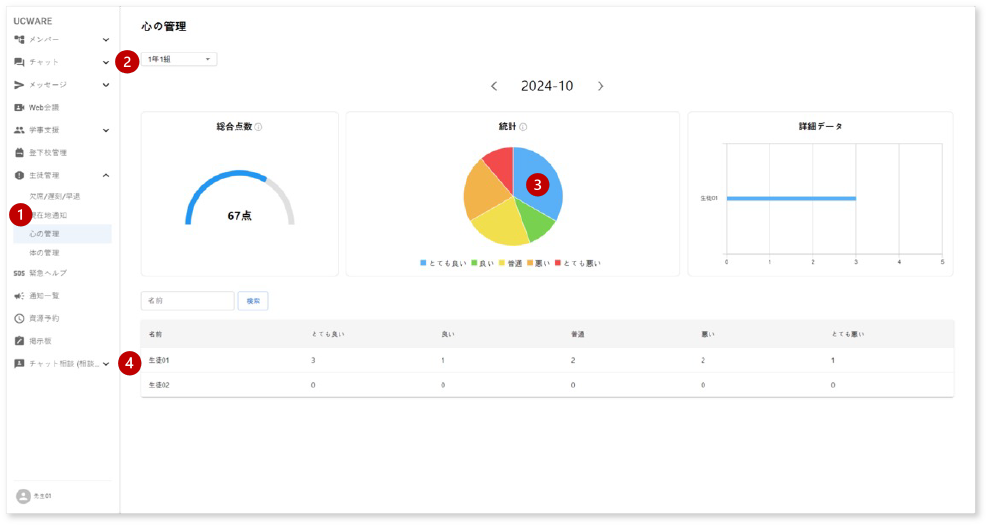 UCWARE
メンバー
チャット
メッセージ
Web会議
学事支援
登下校管理
生徒管理
欠席/遅刻/早退
1
現在地通知
心の管理
体の管理
SOS 緊急ヘルプ
通知一覧
資源予約
掲示板
チャット相談 (相談...
先生01
心の管理
2
1年1組
2024-10
総合点数
67点
統計
3
とても良い 良い 普通 悪い とても悪い
詳細データ
生徒01
0 1 2 3 4 5
名前 検索
名前 とても良い 良い 普通 悪い とても悪い
4
生徒01 3 1 2 2 1
生徒02 0 0 0 0 0